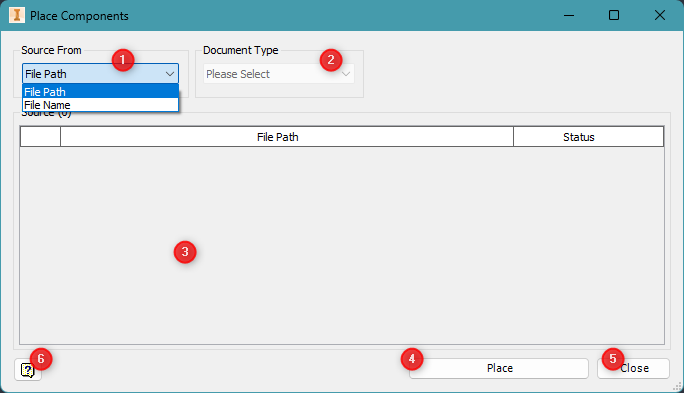 Place Components
Source From
Document Type
1
2
File Path
Please Select
File Path
File Name
Source (0)
File Path
Status
3
6
4
5
Place
Close